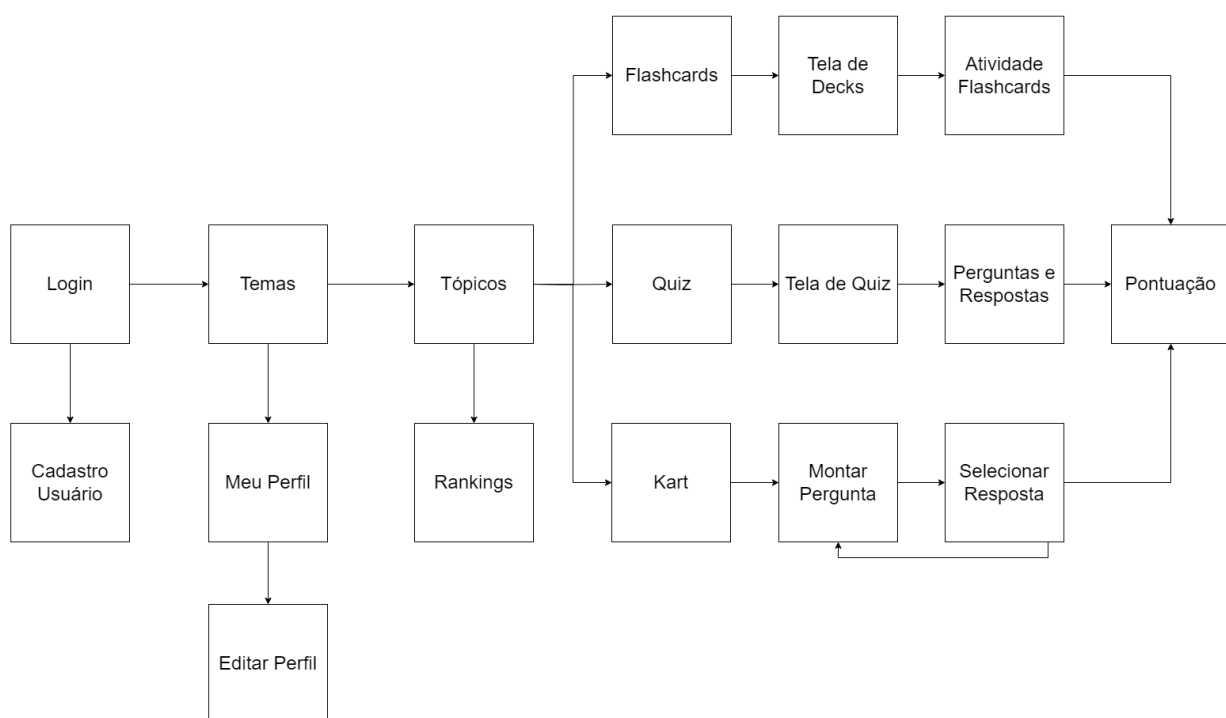 Flashcards
Tela de
Decks
Atividade
Flashcards
Login
Temas
Tópicos
Quiz
Tela de Quiz
Perguntas e
Respostas
Pontuação
Cadastro
Usuário
Meu Perfil
Rankings
Kart
Montar
Pergunta
Selecionar
Resposta
Editar Perfil